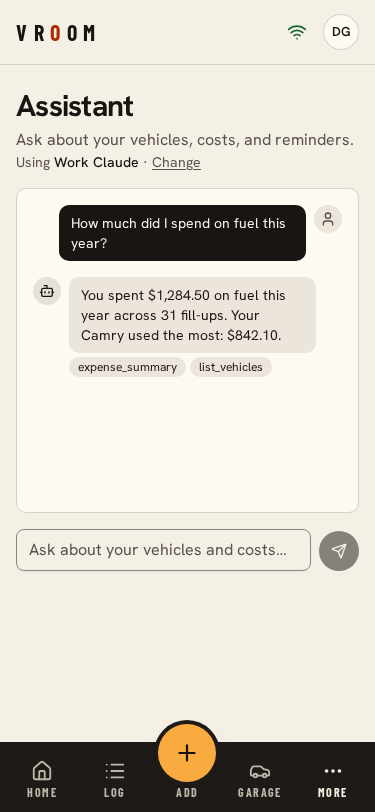 VROOM
DG
Assistant
Ask about your vehicles, costs, and reminders.
Using Work Claude · Change
How much did I spend on fuel this
year?
You spent $1,284.50 on fuel this
year across 31 fill-ups. Your
Camry used the most: $842.10.
expense_summary list_vehicles
Ask about your vehicles and costs…
HOME LOG ADD GARAGE MORE